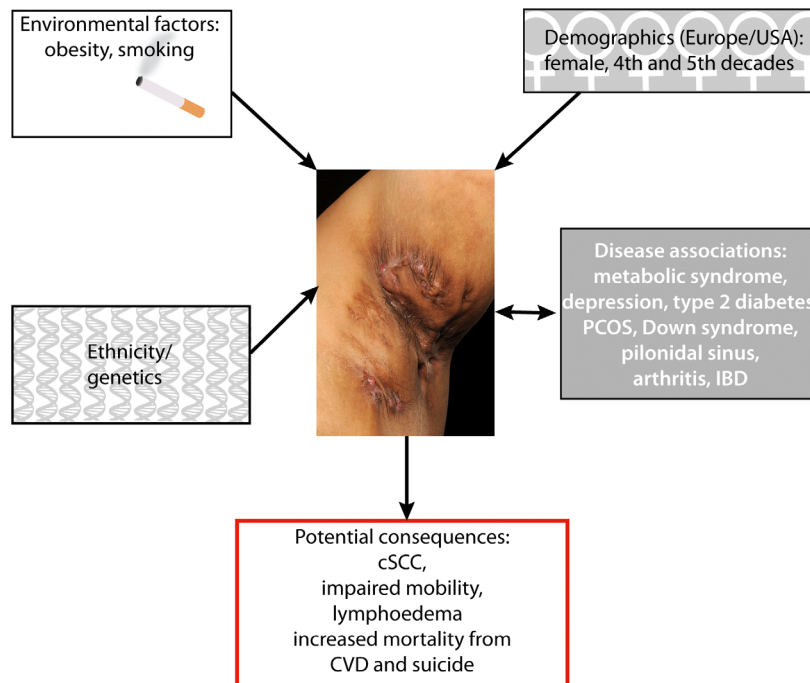 Environmental factors:
obesity, smoking
Demographics (Europe/USA):
female, 4th and 5th decades
Disease associations:
metabolic syndrome,
depression, type 2 diabetes
PCOS, Down syndrome,
pilonidal sinus,
arthritis, IBD
Ethnicity/
genetics
Potential consequences:
cSCC,
impaired mobility,
lymphoedema
increased mortality from
CVD and suicide